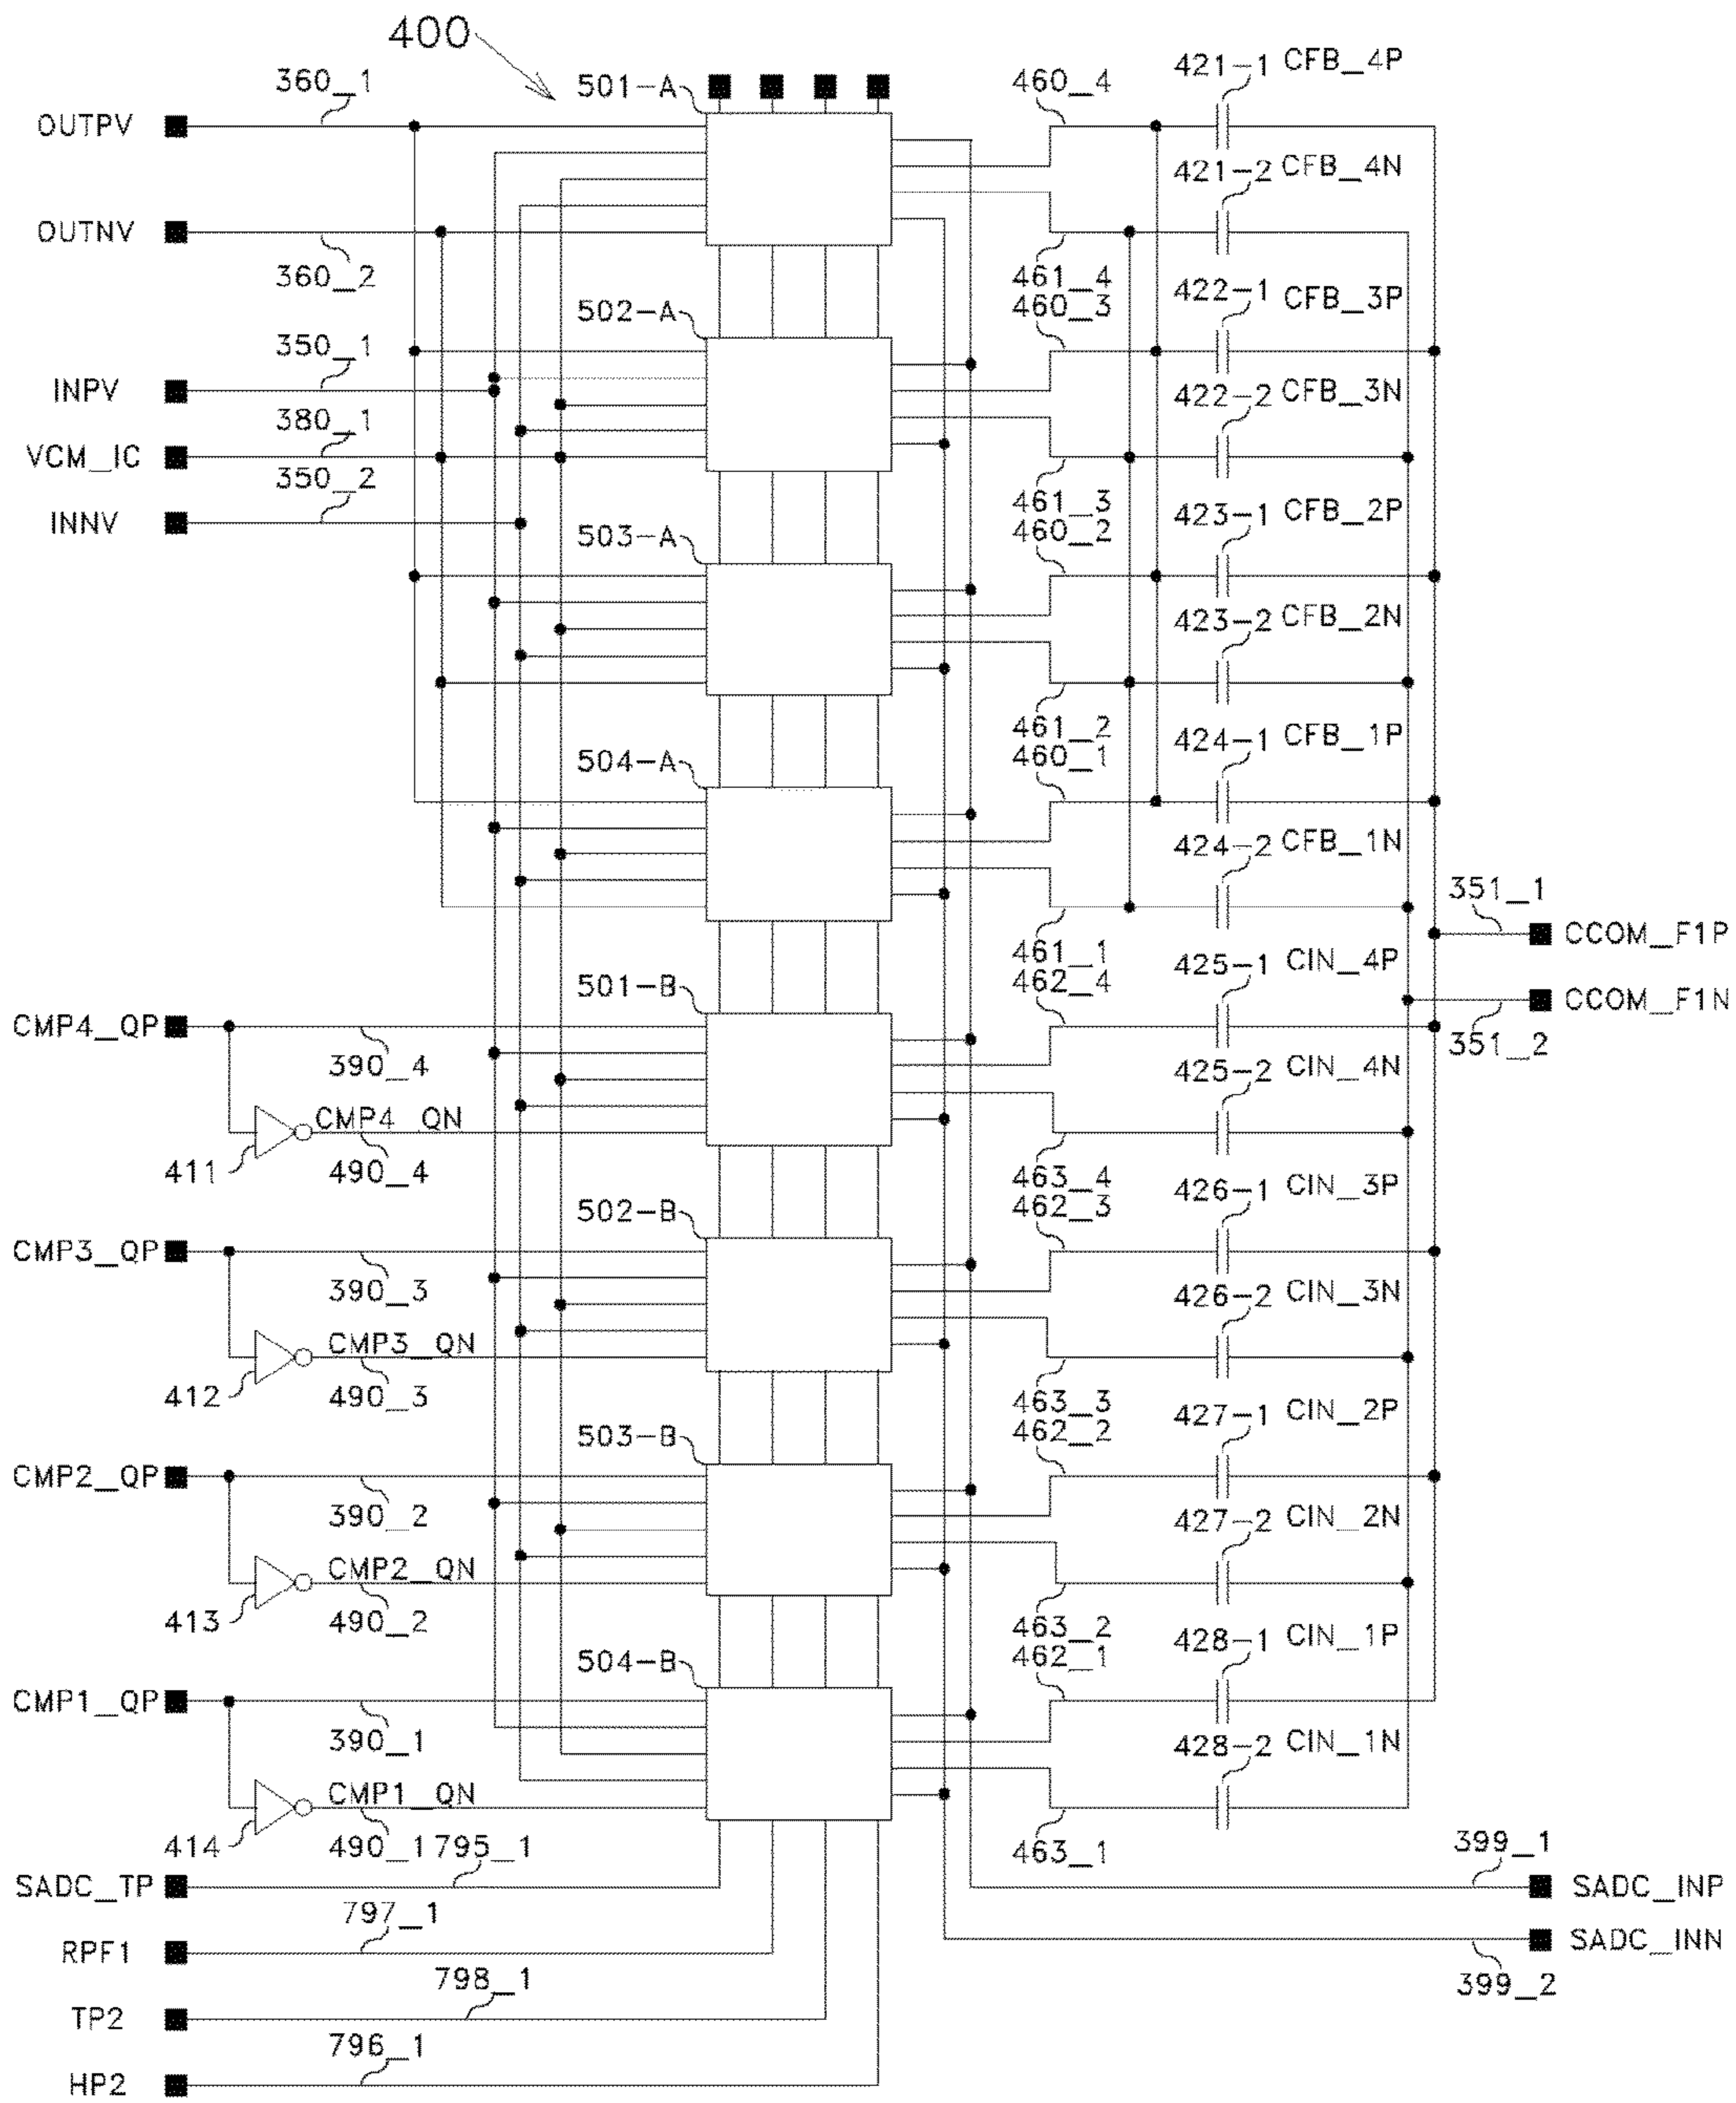 400
360_1
501-A
460_4
421-1 CFB_4P
OUTPV
421-2 CFB_4N
OUTNV
360_2
461_4
422-1 CFB_3P
502-A
460_3
350_1
INPV
422-2 CFB_3N
380_1
VCM_IC
350_2
461_3
423-1 CFB_2P
INNV
503-A
460_2
423-2 CFB_2N
461_2
424-1 CFB_1P
504-A
460_1
424-2 CFB_1N
351_1
CCOM_F1P
461_1
425-1 CIN_4P
501-B
462_4
CCOM_F1N
CMP4_QP
351_2
390_4
425-2 CIN_4N
CMP4_QN
411
490_4
463_4
426-1 CIN_3P
502-B
462_3
CMP3_QP
390_3
426-2 CIN_3N
CMP3_QN
412
490_3
463_3
427-1 CIN_2P
503-B
462_2
CMP2_QP
390_2
427-2 CIN_2N
CMP2_QN
413
490_2
463_2
428-1 CIN_1P
504-B
462_1
CMP1_QP
390_1
428-2 CIN_1N
CMP1_QN
414
490_1
795_1
463_1
399_1
SADC_TP
SADC_INP
797_1
RPF1
SADC_INN
798_1
399_2
TP2
796_1
HP2